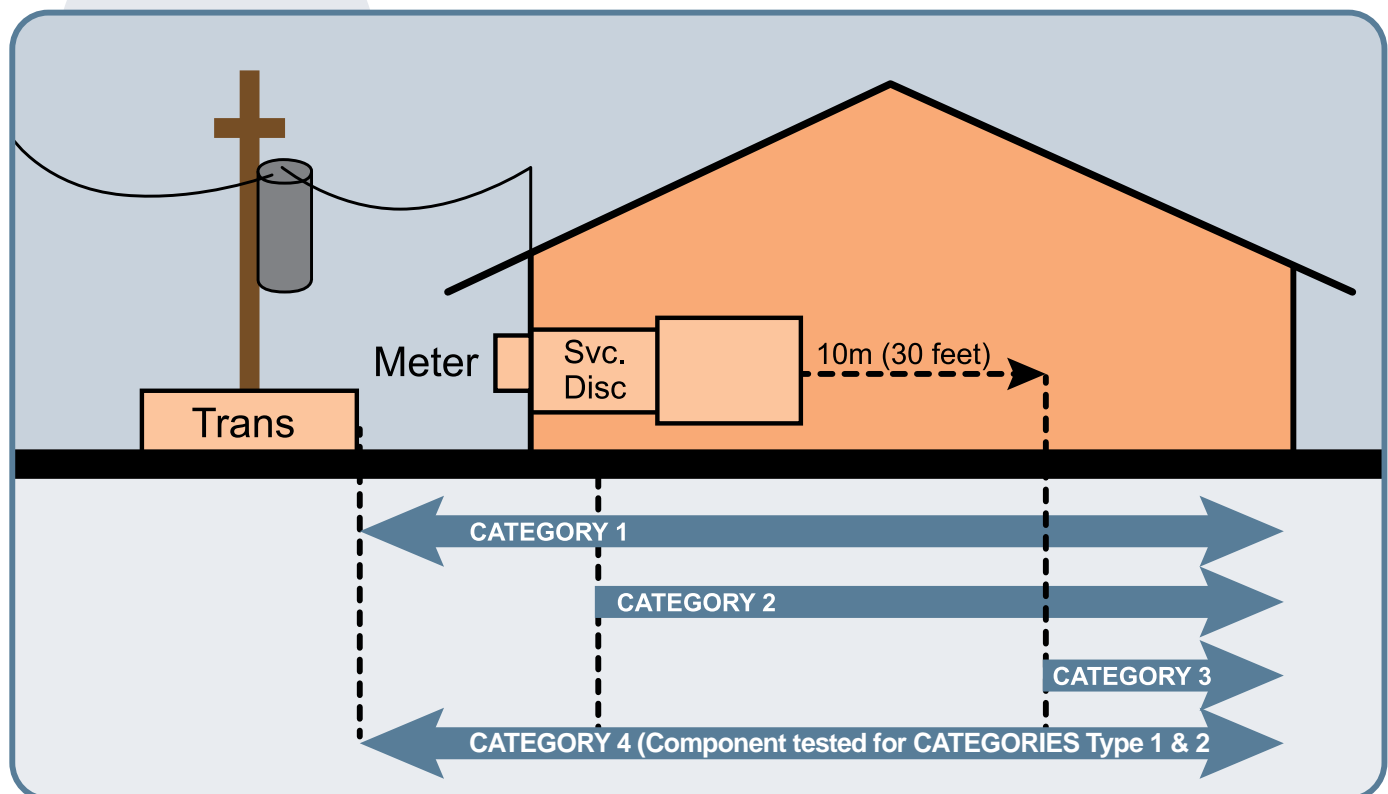 Meter
Svc.
Disc
10m (30 feet)
Trans
CATEGORY 1
CATEGORY 2
CATEGORY 3
CATEGORY 4 (Component tested for CATEGORIES Type 1 & 2